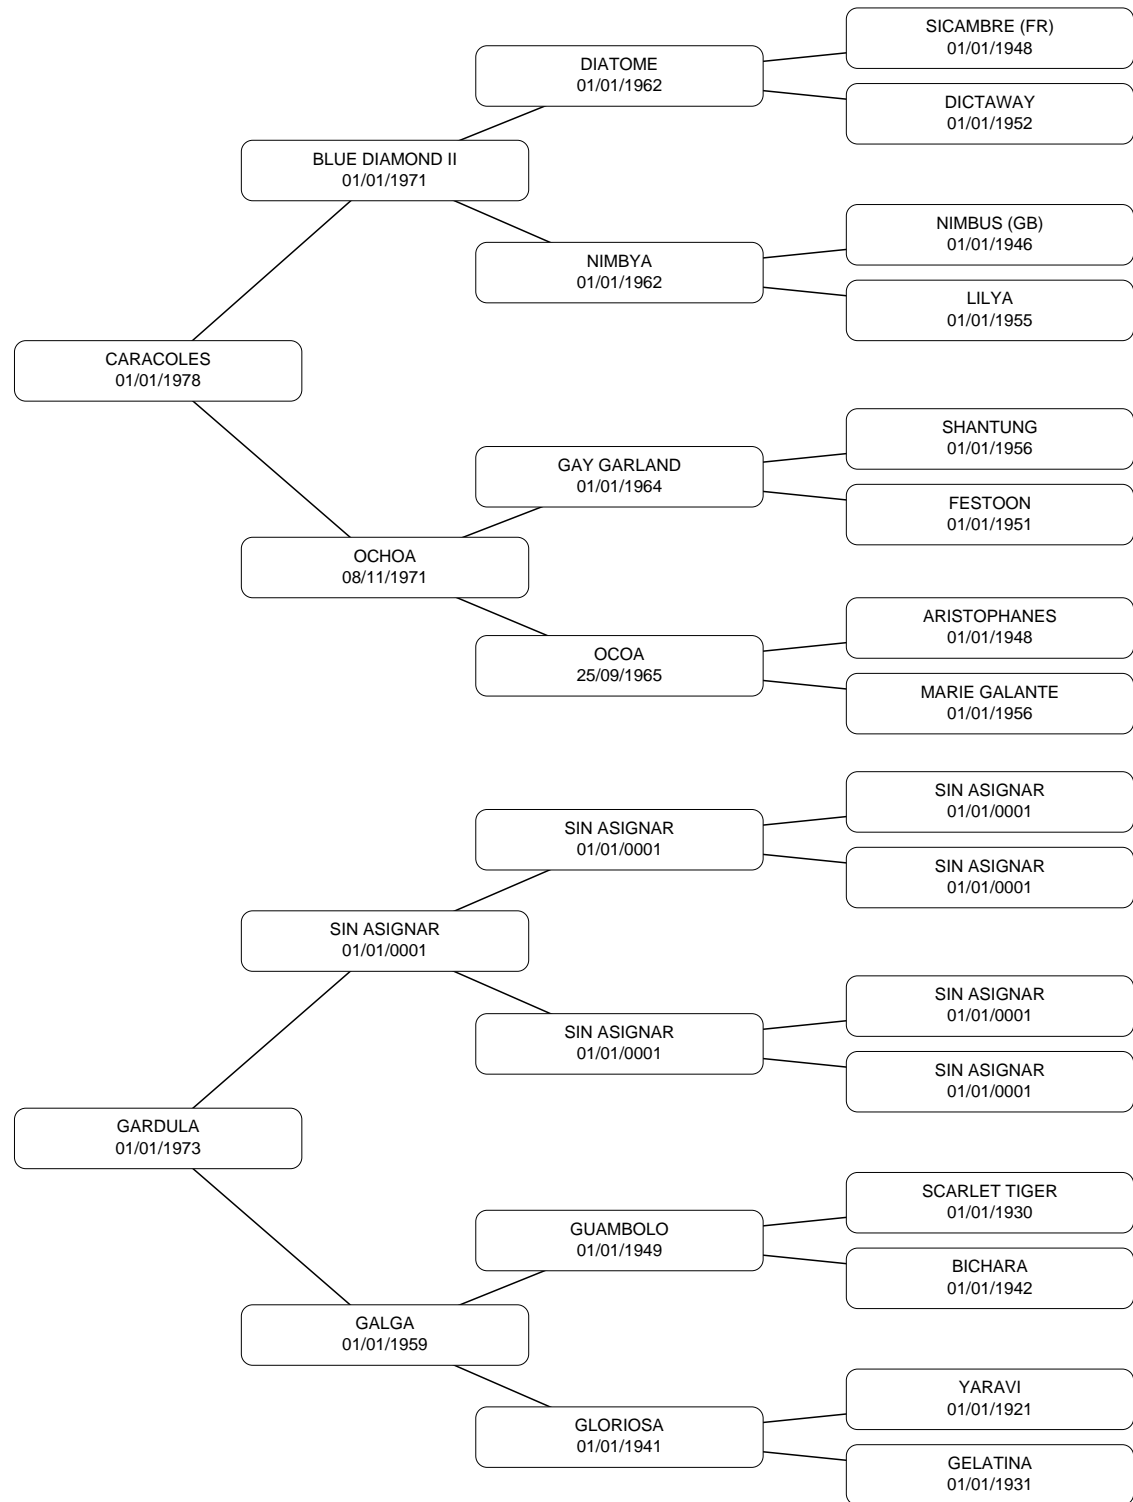 SICAMBRE (FR)
01/01/1948
DIATOME
01/01/1962
DICTAWAY
01/01/1952
BLUE DIAMOND II
01/01/1971
NIMBUS (GB)
01/01/1946
NIMBYA
01/01/1962
LILYA
01/01/1955
CARACOLES
01/01/1978
SHANTUNG
01/01/1956
GAY GARLAND
01/01/1964
FESTOON
01/01/1951
OCHOA
08/11/1971
ARISTOPHANES
01/01/1948
OCOA
25/09/1965
MARIE GALANTE
01/01/1956
SIN ASIGNAR
01/01/0001
SIN ASIGNAR
01/01/0001
SIN ASIGNAR
01/01/0001
SIN ASIGNAR
01/01/0001
SIN ASIGNAR
01/01/0001
SIN ASIGNAR
01/01/0001
SIN ASIGNAR
01/01/0001
GARDULA
01/01/1973
SCARLET TIGER
01/01/1930
GUAMBOLO
01/01/1949
BICHARA
01/01/1942
GALGA
01/01/1959
YARAVI
01/01/1921
GLORIOSA
01/01/1941
GELATINA
01/01/1931